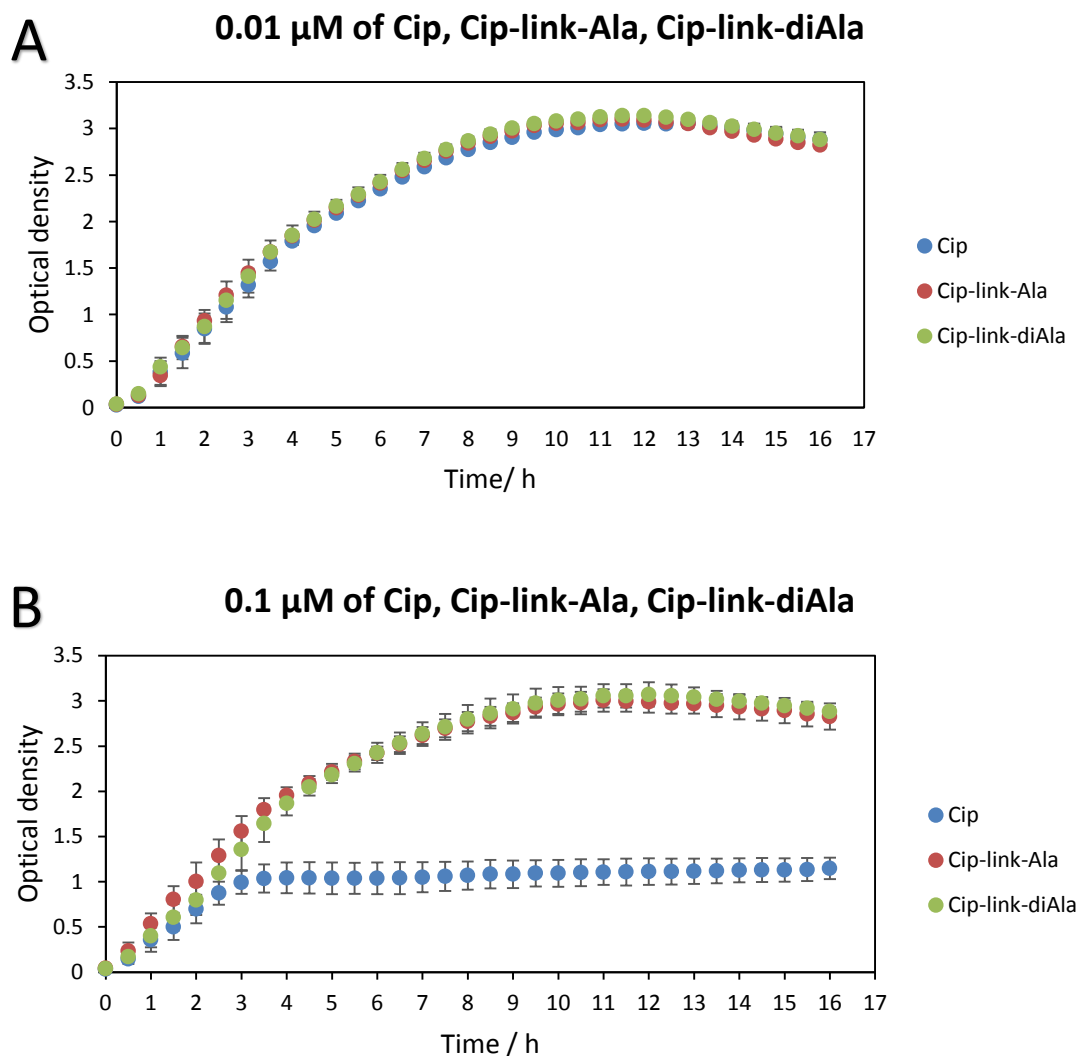 A
0.01 µM of Cip, Cip-link-Ala, Cip-link-diAla
3.5
3
2.5
2
1.5
1
0.5
0
Optical density
0 1 2 3 4 5 6 7 8 9 10 11 12 13 14 15 16 17
Time/ h
Cip
Cip-link-Ala
Cip-link-diAla
B
0.1 µM of Cip, Cip-link-Ala, Cip-link-diAla
3.5
3
2.5
2
1.5
1
0.5
0
Optical density
0 1 2 3 4 5 6 7 8 9 10 11 12 13 14 15 16 17
Time / h
Cip
Cip-link-Ala
Cip-link-diAla